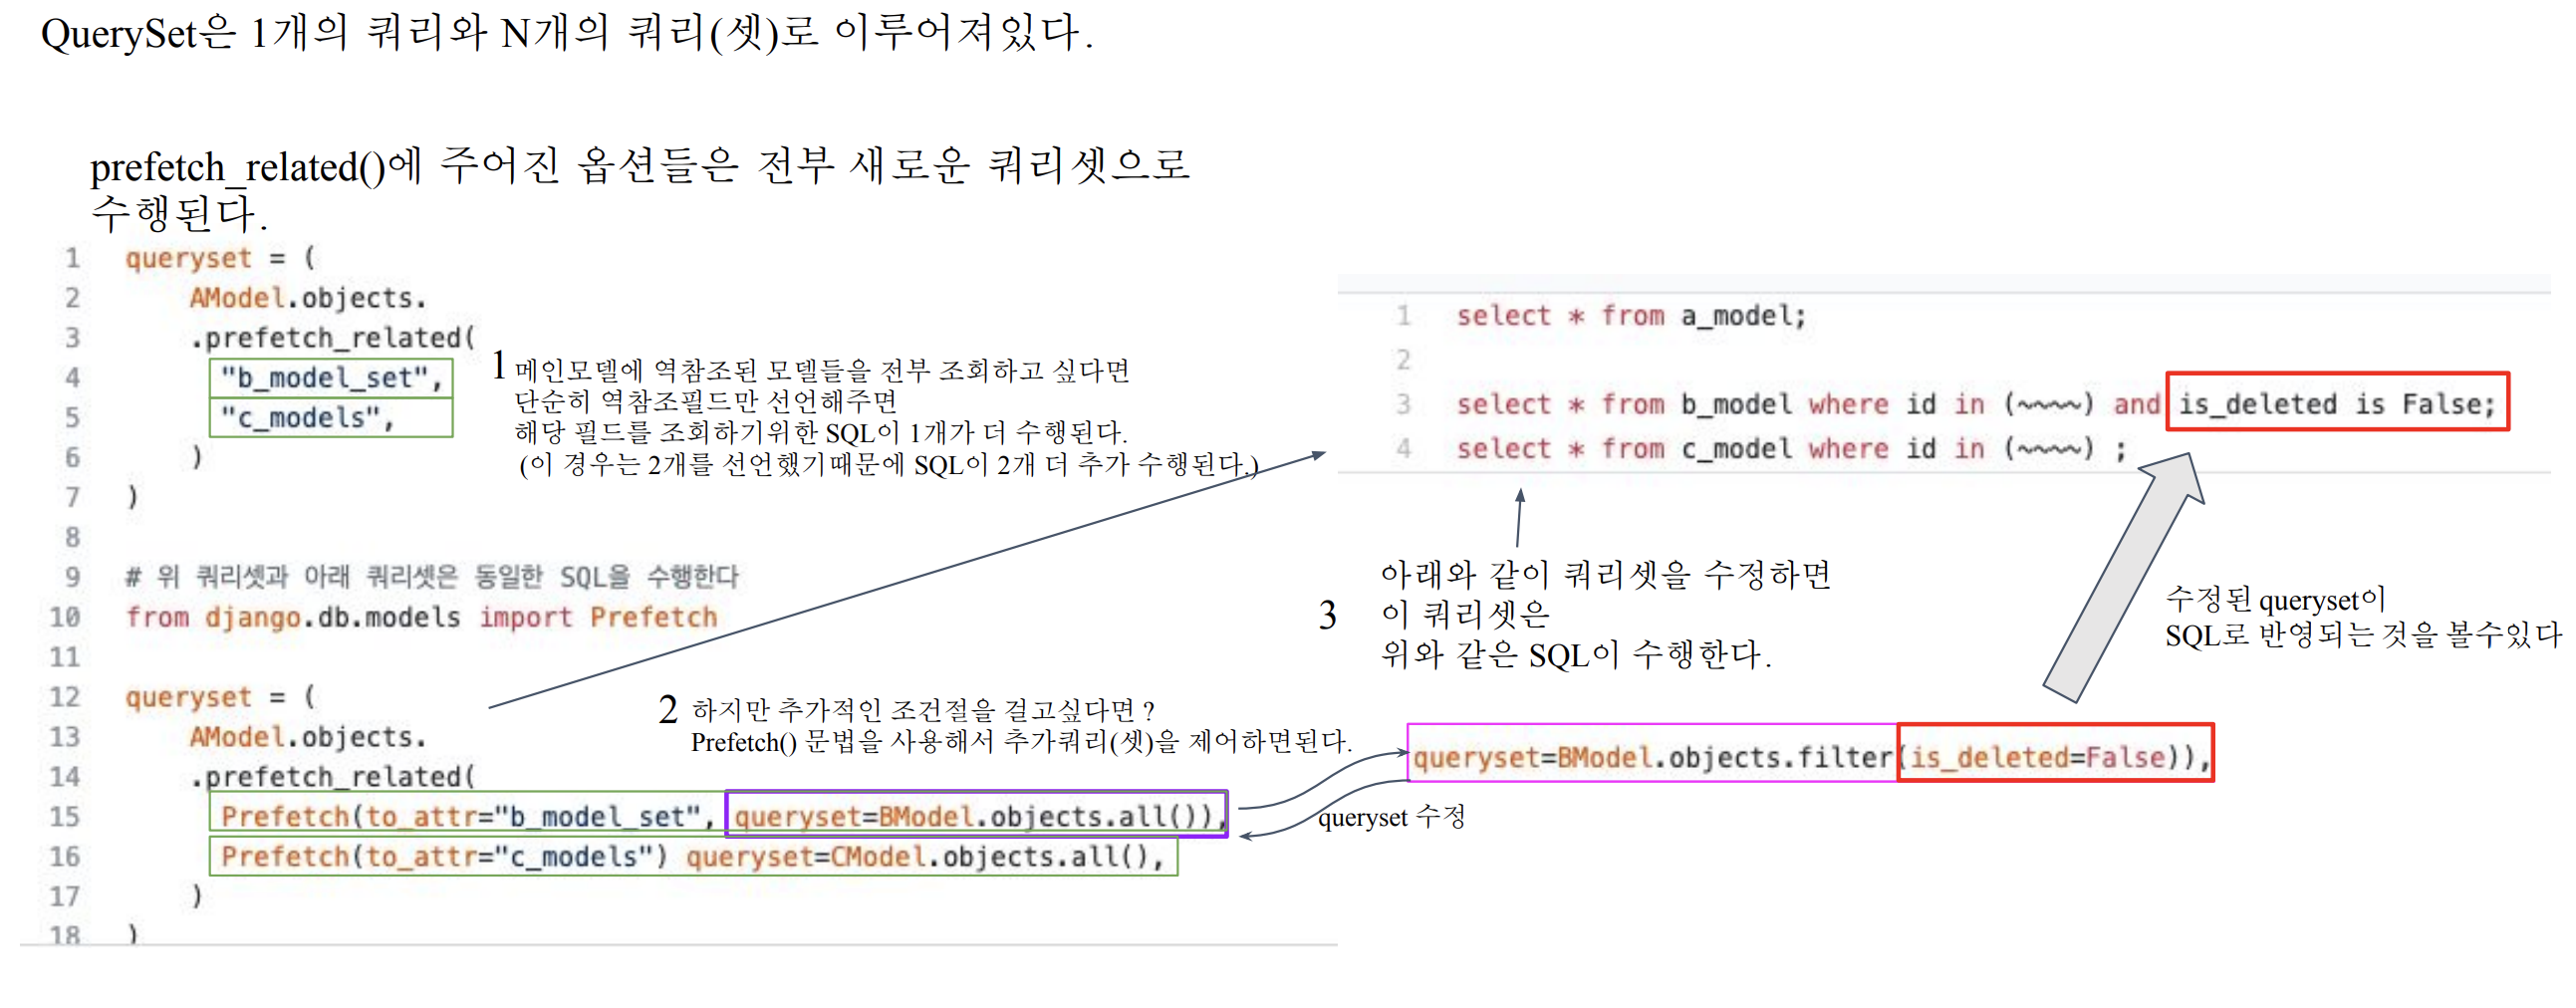 QuerySet은 1개의 쿼리와 N개의 쿼리(셋)로 이루어져있다.
prefetch_related()에 주어진 옵션들은 전부 새로운 쿼리셋으로
수행된다.
1 queryset = (
2 AModel.objects.
3 .prefetch_related(
4 "b_model_set",
5 "c_models",
6 )
7 )
8
9 # 위 쿼리셋과 아래 쿼리셋은 동일한 SQL을 수행한다
10 from django.db.models import Prefetch
11
12 queryset = (
13 AModel.objects.
14 .prefetch_related(
15 Prefetch(to_attr="b_model_set", queryset=BModel.objects.all()),
16 Prefetch(to_attr="c_models") queryset=CModel.objects.all(),
17 )
18 )
1 메인모델에 역참조된 모델들을 전부 조회하고 싶다면
단순히 역참조필드만 선언해주면
해당 필드를 조회하기위한 SQL이 1개가 더 수행된다.
(이 경우는 2개를 선언했기때문에 SQL이 2개 더 추가 수행된다.)
2 하지만 추가적인 조건절을 걸고싶다면 ?
Prefetch() 문법을 사용해서 추가쿼리(셋)을 제어하면된다.
1 select * from a_model;
2
3 select * from b_model where id in (~~~~) and is_deleted is False;
4 select * from c_model where id in (~~~~) ;
3 아래와 같이 쿼리셋을 수정하면
이 쿼리셋은
위와 같은 SQL이 수행한다.
수정된 queryset이
SQL로 반영되는 것을 볼수있다
queryset=BModel.objects.filter(is_deleted=False)),
queryset 수정